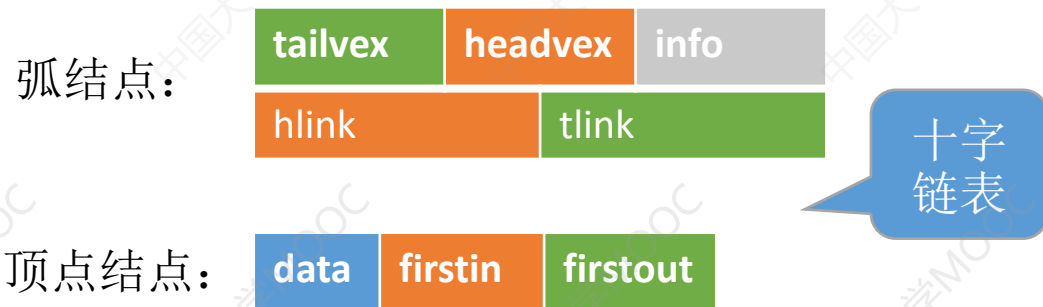 弧结点：
tailvex headvex info
hlink tlink
十字
链表
顶点结点：
data firstin firstout